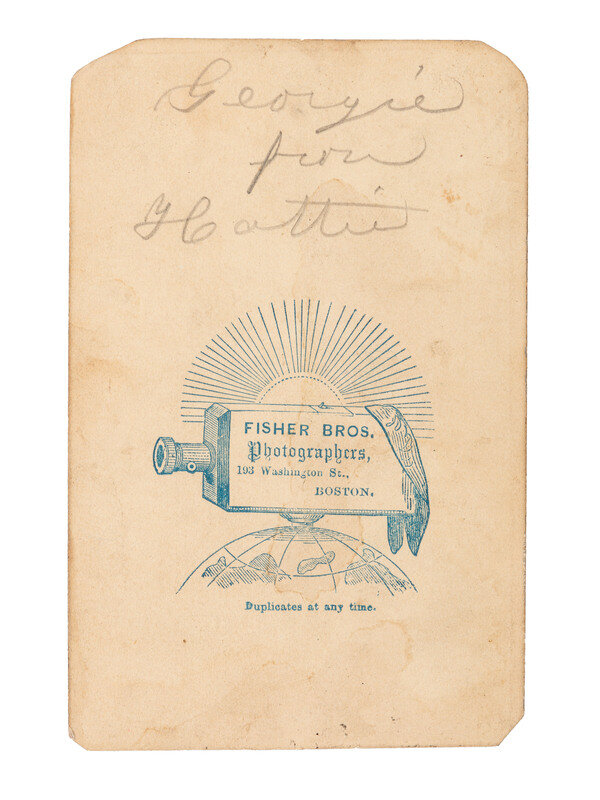 Georgie
from
Hattie
FISHER BROS.
Photographers,
193 Washington St.,
BOSTON.
Duplicates at any time.